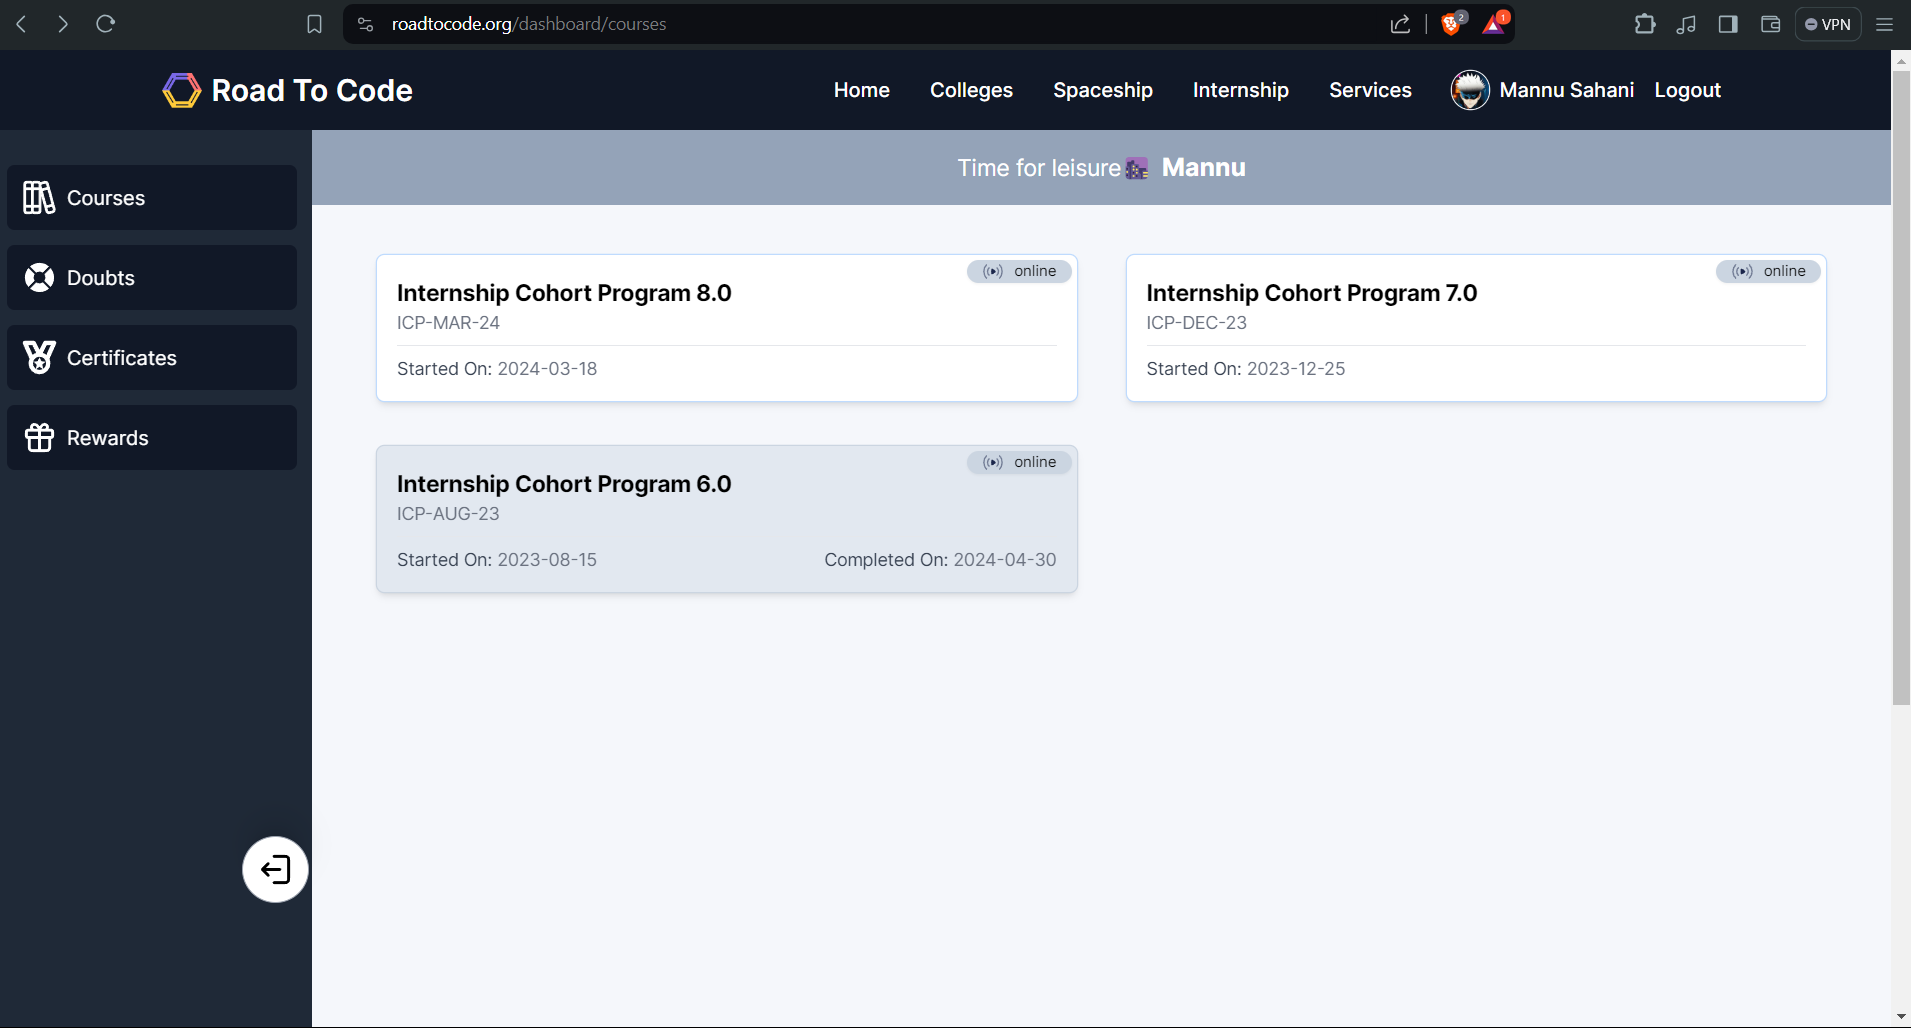 roadtocode.org/dashboard/courses
2
1
VPN
Road To Code
Home
Colleges
Spaceship
Internship
Services
Mannu Sahani
Logout
Courses
Doubts
Certificates
Rewards
Time for leisure Mannu
online
Internship Cohort Program 8.0
ICP-MAR-24
Started On: 2024-03-18
online
Internship Cohort Program 7.0
ICP-DEC-23
Started On: 2023-12-25
online
Internship Cohort Program 6.0
ICP-AUG-23
Started On: 2023-08-15
Completed On: 2024-04-30